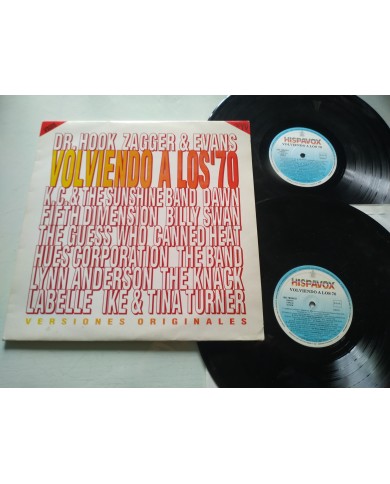 DR. HOOK ZAGGER & EVANS
VOLVIENDO A LOS '70
K.C. & THE SUNSHINE BAND DAWN
FIFTH DIMENSION BILLY SWAN
THE GUESS WHO CANNED HEAT
HUES CORPORATION THE BAND
LYNN ANDERSON THE KNACK
LABELLE IKE & TINA TURNER
VERSIONES ORIGINALES
HISPAVOX
VOLVIENDO A LOS 70
HISPAVOX
VOLVIENDO A LOS 70